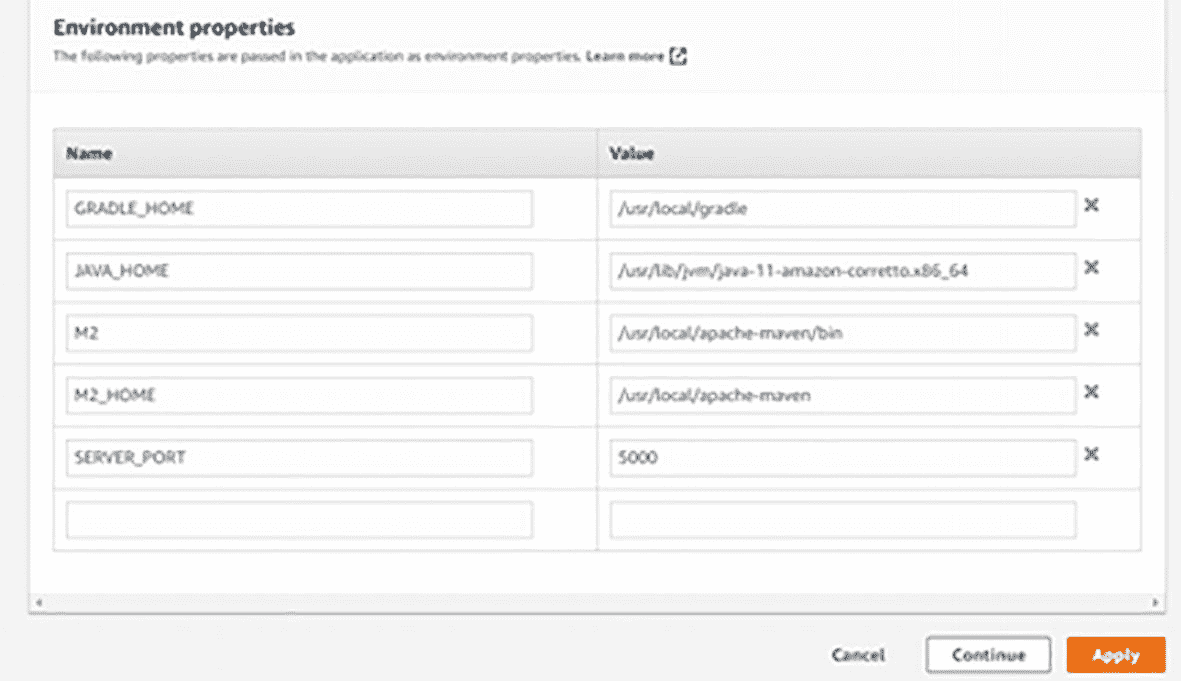 Environment properties
The following properties are passed in the application as environment properties. Learn more
Name Value
GRADLE_HOME /usr/local/gradle
JAVA_HOME /usr/lib/jvm/java-11-amazon-corretto.x86_64
M2 /usr/local/apache-maven/bin
M2_HOME /usr/local/apache-maven
SERVER_PORT 5000
Cancel Continue Apply